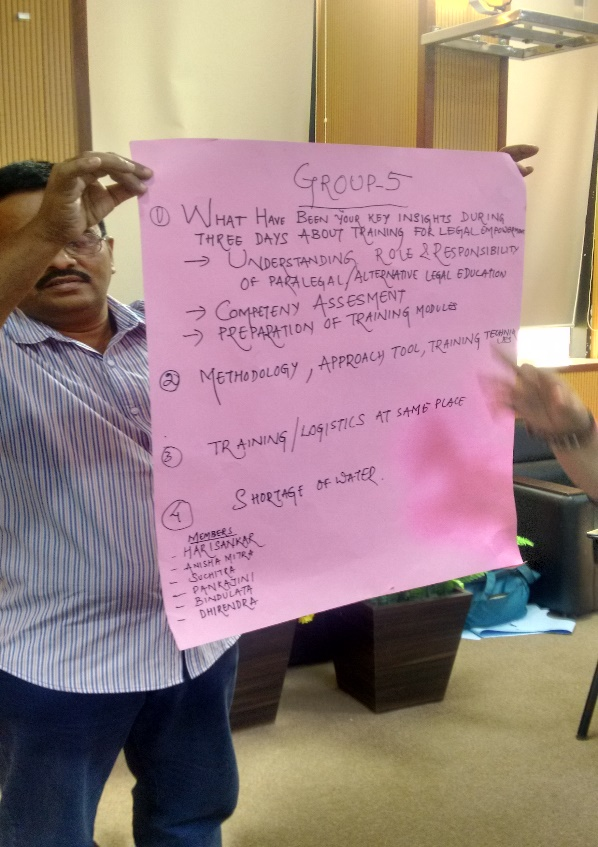 GROUP-5
① WHAT HAVE BEEN YOUR KEY INSIGHTS DURING
THREE DAYS ABOUT TRAINING FOR LEGAL EMPOWERMENT
→ UNDERSTANDING ROLE & RESPONSIBILITY
OF PARALEGAL/ALTERNATIVE LEGAL EDUCATION
→ COMPETENY ASSESMENT
→ PREPARATION OF TRAINING MODULES
② METHODOLOGY, APPROACH TOOL, TRAINING
③ TRAINING/LOGISTICS AT SAME PLACE
④ SHORTAGE OF WATER.
MEMBERS
- HARISANKAR
- ANISHA MITRA
- SUCHITRA
- PANKAJINI
- BINDULATA
- DHIRENDRA